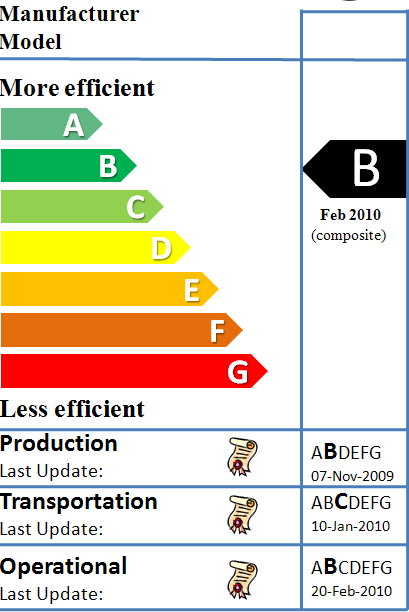 Manufacturer
Model
More efficient
A
B
C
D
E
F
G
Less efficient
B
Feb 2010
(composite)
Production
Last Update:
ABDEFG
07-Nov-2009
Transportation
Last Update:
ABCDEFG
10-Jan-2010
Operational
Last Update:
ABCDEFG
20-Feb-2010